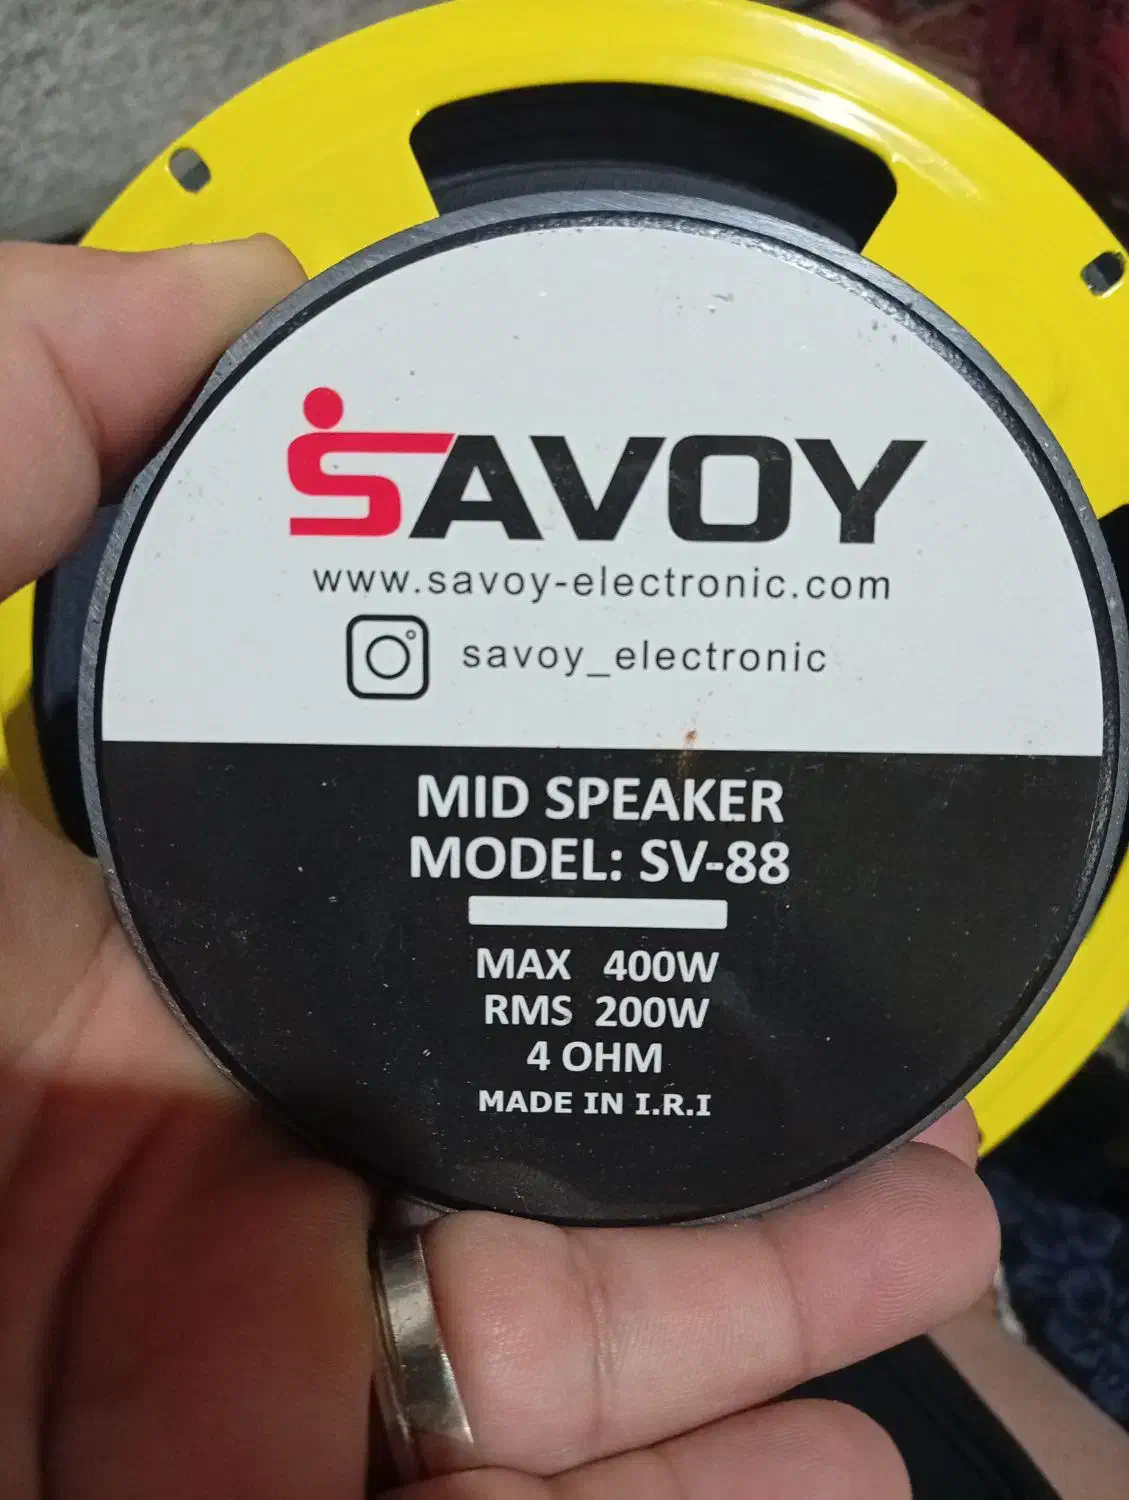 SAVOY
www.savoy-electronic.com
savoy_electronic
MID SPEAKER
MODEL: SV-88
MAX 400W
RMS 200W
4 OHM
MADE IN I.R.I